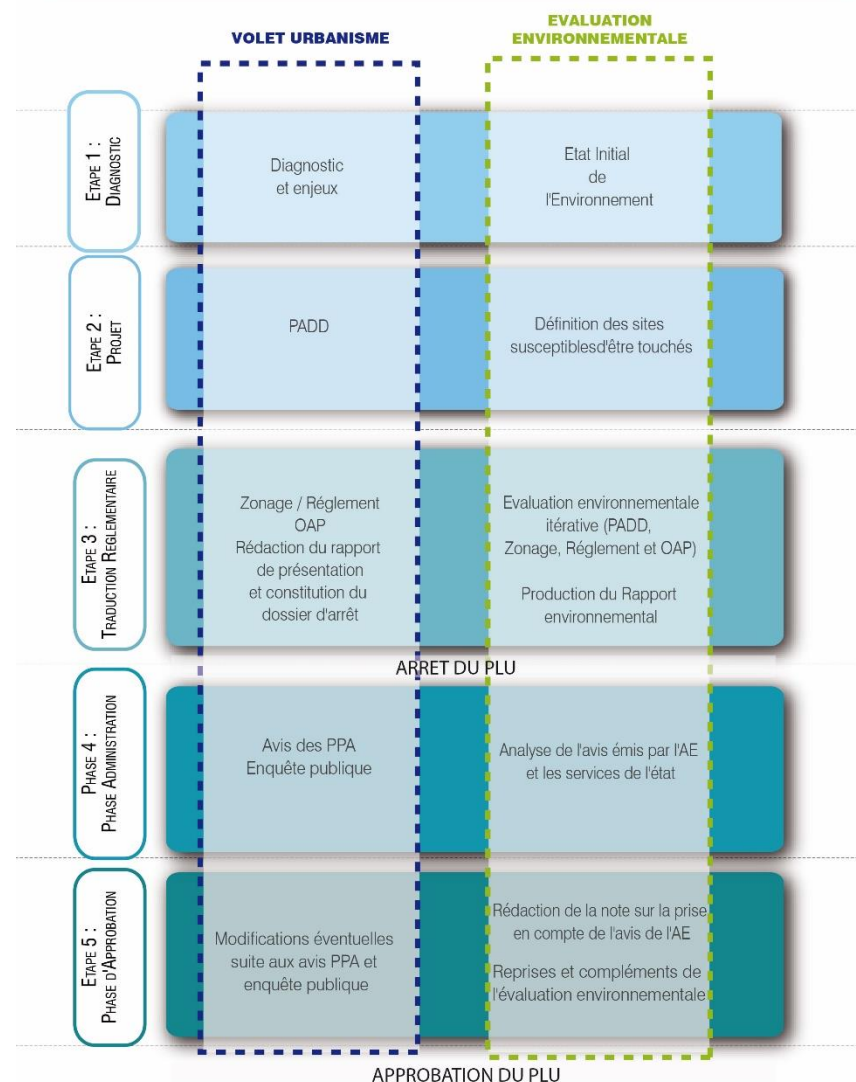 VOLET URBANISME
EVALUATION
ENVIRONNEMENTALE
ETAPE 1 :
DIAGNOSTIC
Diagnostic
et enjeux
Etat Initial
de
l'Environnement
ETAPE 2 :
PROJET
PADD
Définition des sites
susceptiblesd'être touchés
ETAPE 3 :
TRADUCTION REGLEMENTAIRE
Zonage / Réglement
OAP
Rédaction du rapport
de présentation
et constitution du
dossier d'arrêt
Evaluation environnementale
itérative (PADD,
Zonage, Réglement et OAP)
Production du Rapport
environnemental
ARRET DU PLU
PHASE 4 :
PHASE ADMINISTRATION
Avis des PPA
Enquête publique
Analyse de l'avis émis par l'AE
et les services de l'état
ETAPE 5 :
PHASE D'APPROBATION
Modifications éventuelles
suite aux avis PPA et
enquête publique
Rédaction de la note sur la prise
en compte de l'avis de l'AE
Reprises et compléments de
l'évaluation environnementale
APPROBATION DU PLU